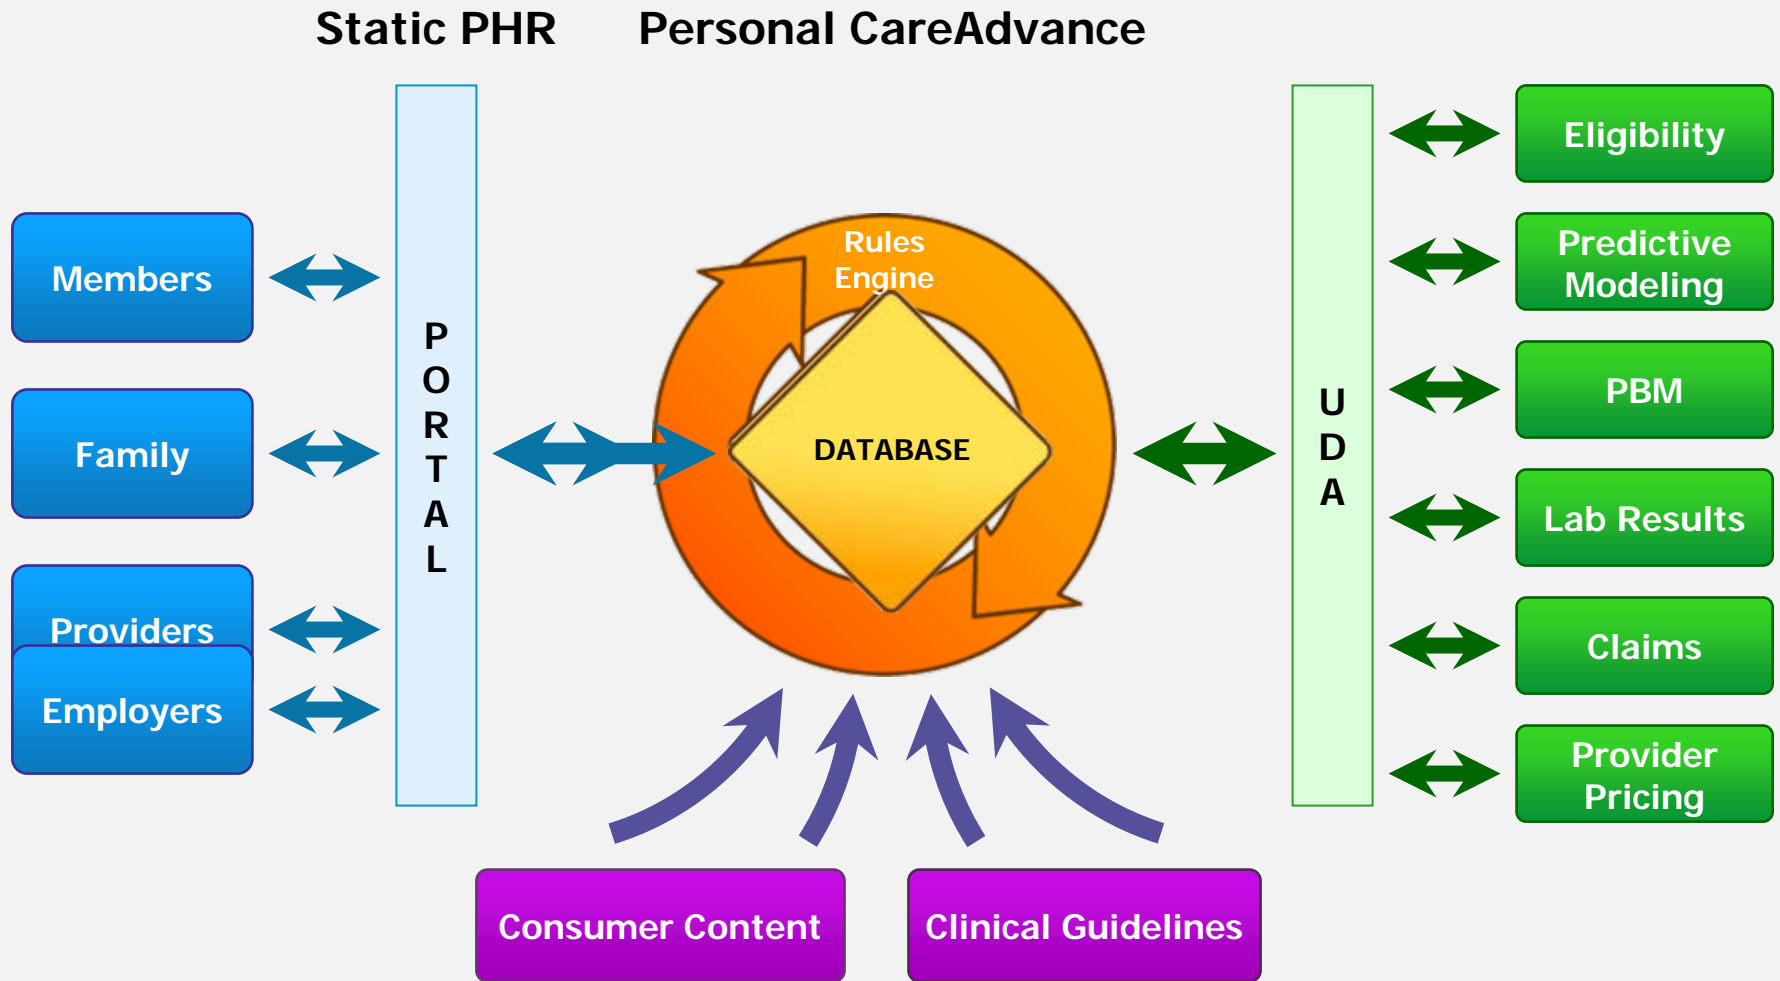 Static PHR
Personal CareAdvance
Members
Family
Providers
Employers
P
O
R
T
A
L
Rules
Engine
DATABASE
U
D
A
Eligibility
Predictive
Modeling
PBM
Lab Results
Claims
Provider
Pricing
Consumer Content
Clinical Guidelines